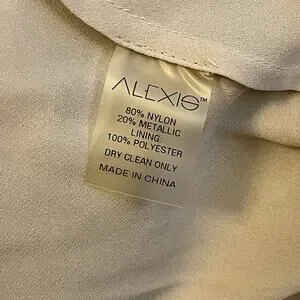 ALEXIS™
80% NYLON
20% METALLIC
LINING:
100% POLYESTER
DRY CLEAN ONLY
MADE IN CHINA